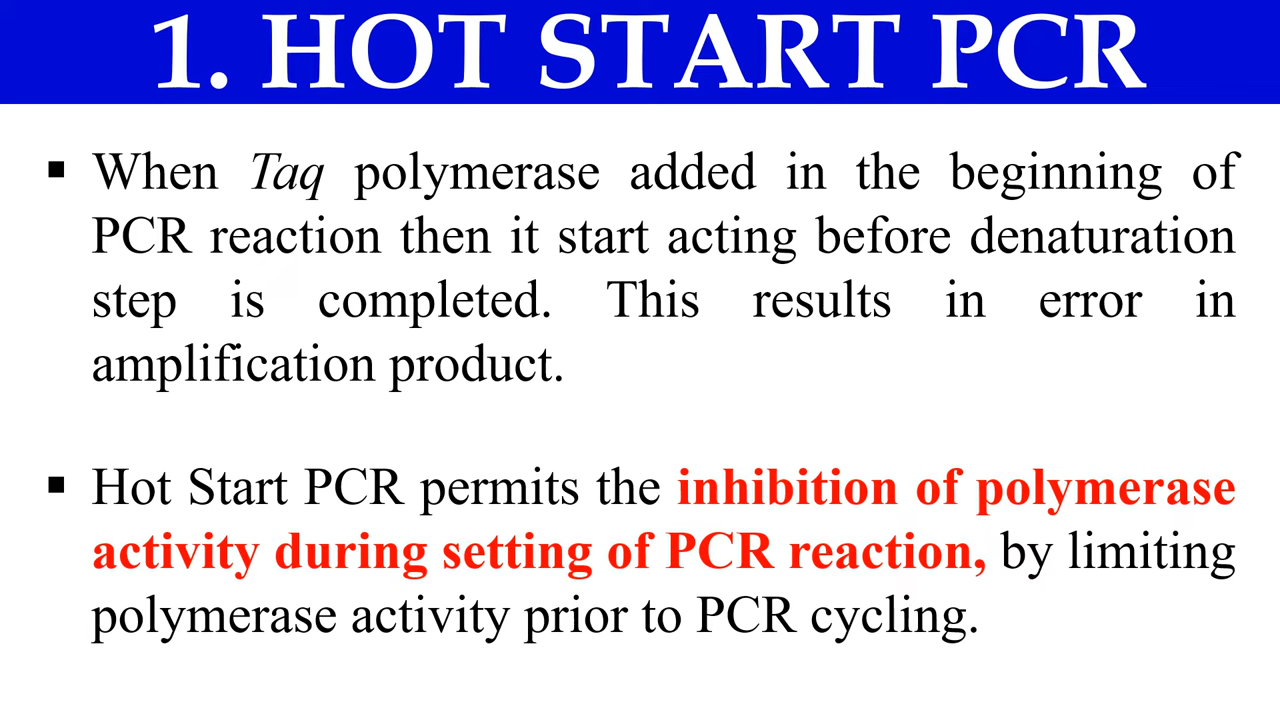 1. HOT START PCR
▪ When Taq polymerase added in the beginning of
PCR reaction then it start acting before denaturation
step is completed. This results in error in
amplification product.
▪ Hot Start PCR permits the inhibition of polymerase
activity during setting of PCR reaction, by limiting
polymerase activity prior to PCR cycling.